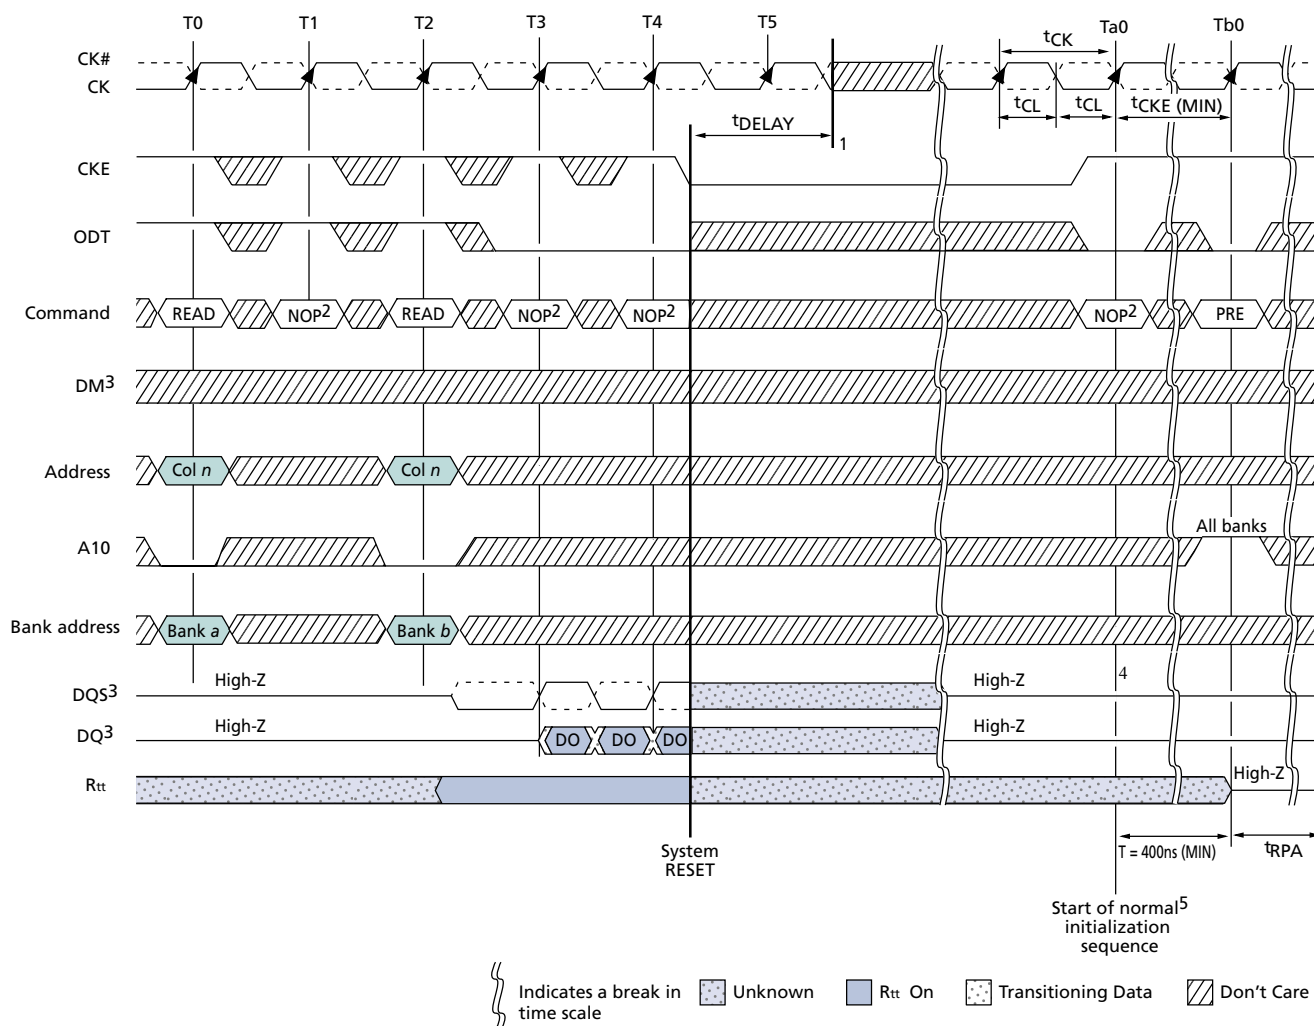 T0 T1 T2 T3 T4 T5 Ta0 Tb0
tCK
CK#
CK
tCL tCL tCKE (MIN)
tDELAY
1
CKE
ODT
Command READ NOP2 READ NOP2 NOP2 NOP2 PRE
DM3
Address Col n Col n
All banks
A10
Bank address Bank a Bank b
DQS3 High-Z High-Z 4
DQ3 High-Z DO DO DO High-Z
Rtt High-Z
System
RESET
T = 400ns (MIN) tRPA
Start of normal5
initialization
sequence
Indicates a break in
time scale
Unknown
Rtt On
Transitioning Data
Don't Care